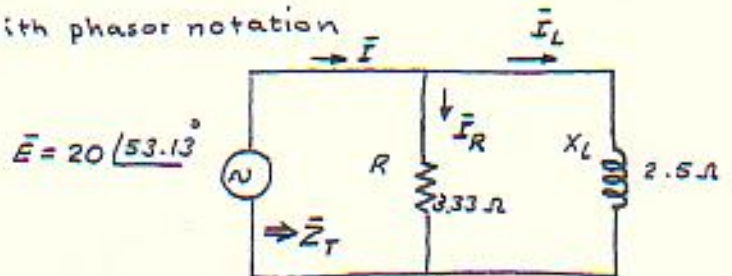 ith phasor notation
Ī
Ī_L
Ē = 20 ∠53.13°
Ī_R
R
X_L
3.33 Ω
2.5 Ω
⇒ Z̄_T